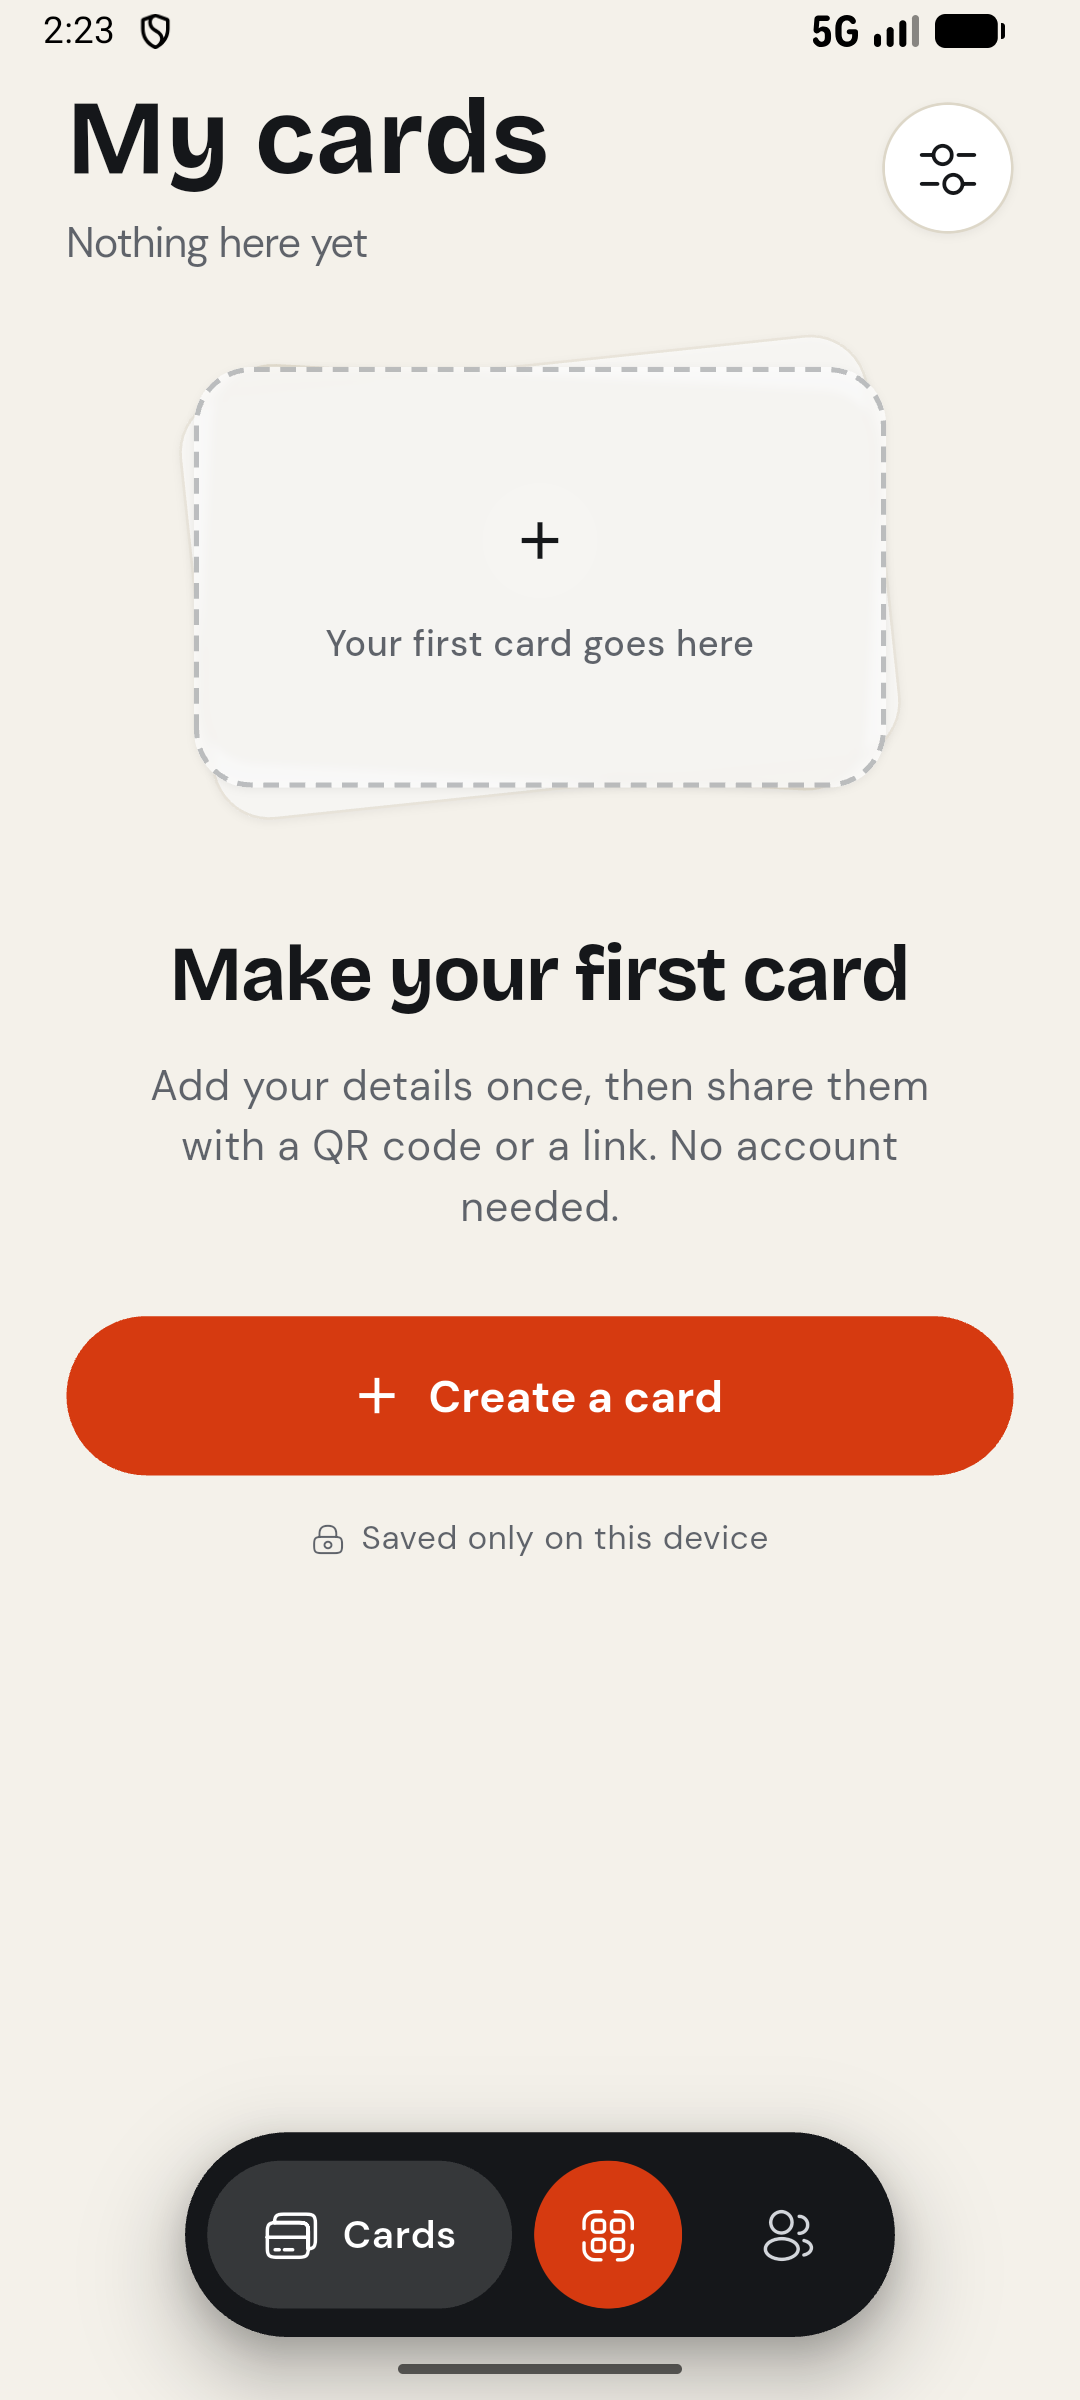 2:23
5G
My cards
Nothing here yet
Your first card goes here
Make your first card
Add your details once, then share them
with a QR code or a link. No account
needed.
Create a card
Saved only on this device
Cards